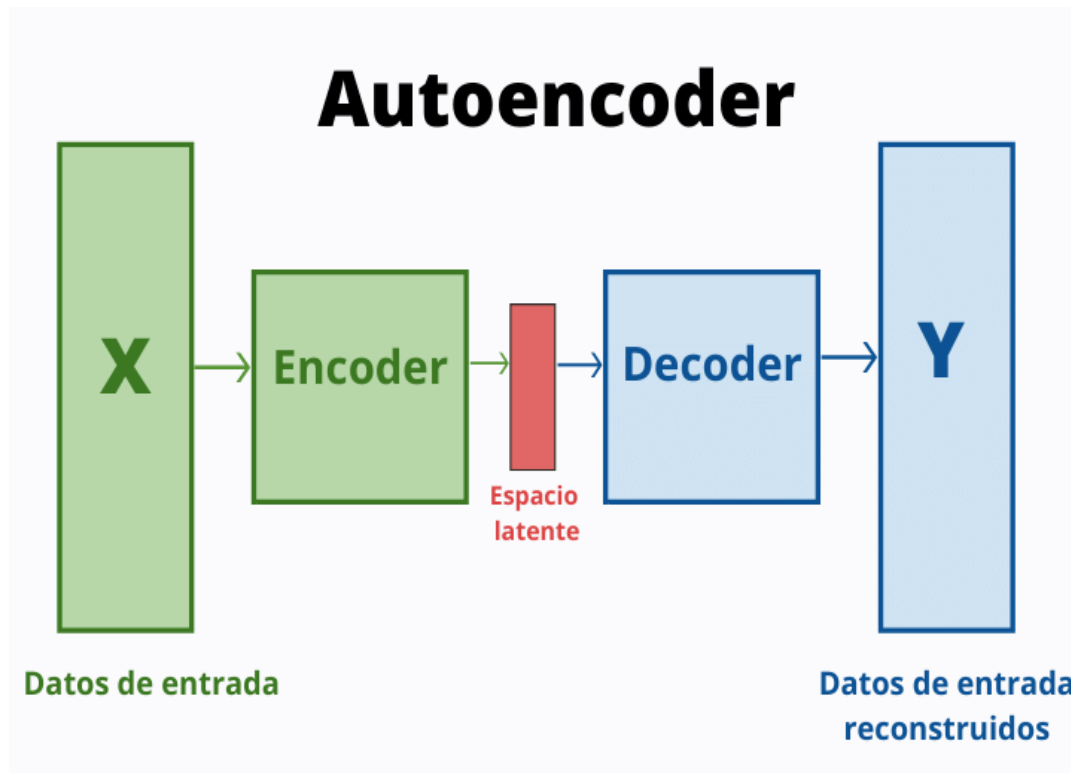 Autoencoder
X
Encoder
Decoder
Y
Espacio
latente
Datos de entrada
Datos de entrada
reconstruidos